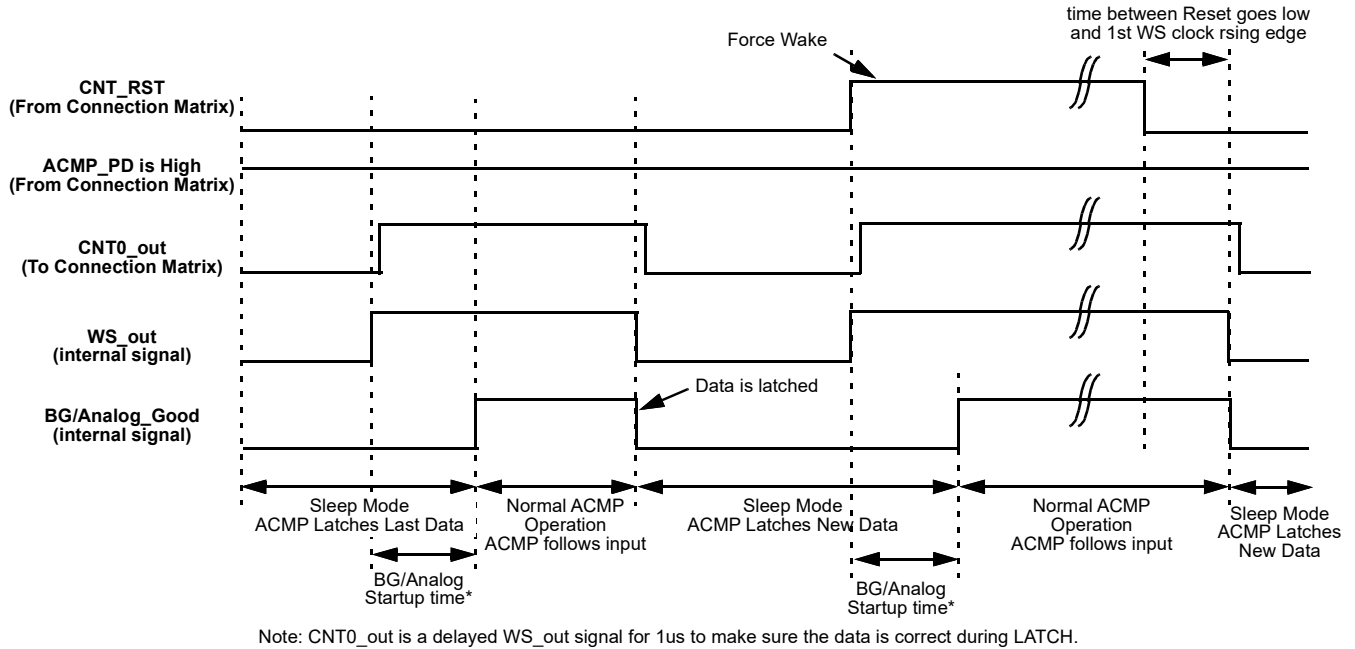 time between Reset goes low
and 1st WS clock rsing edge
Force Wake
CNT_RST
(From Connection Matrix)
ACMP_PD is High
(From Connection Matrix)
CNT0_out
(To Connection Matrix)
WS_out
(internal signal)
Data is latched
BG/Analog_Good
(internal signal)
Sleep Mode
ACMP Latches Last Data
Normal ACMP
Operation
ACMP follows input
Sleep Mode
ACMP Latches New Data
Normal ACMP
Operation
ACMP follows input
Sleep Mode
ACMP Latches
New Data
BG/Analog
Startup time*
BG/Analog
Startup time*
Note: CNT0_out is a delayed WS_out signal for 1us to make sure the data is correct during LATCH.